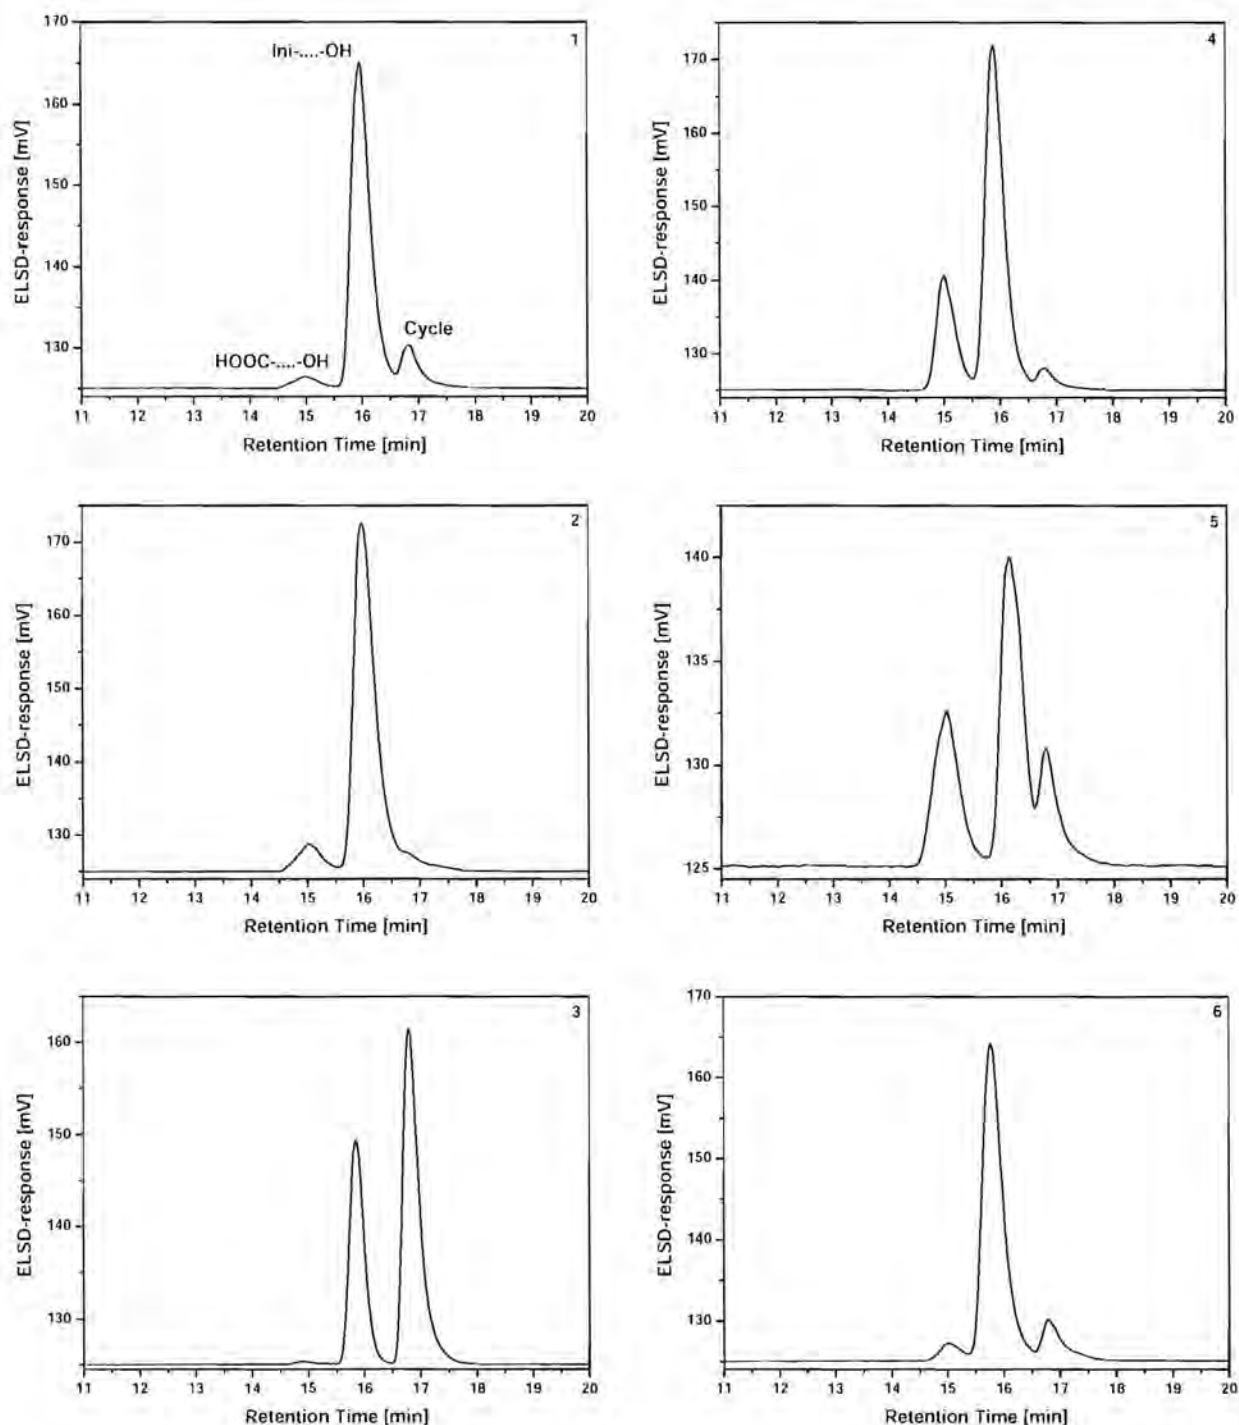 170
160
150
140
130
ELSD-response [mV]
1
Ini-....-OH
HOOC-....-OH
Cycle
11 12 13 14 15 16 17 18 19 20
Retention Time [min]
170
160
150
140
130
ELSD-response [mV]
4
11 12 13 14 15 16 17 18 19 20
Retention Time [min]
170
160
150
140
130
ELSD-response [mV]
2
11 12 13 14 15 16 17 18 19 20
Retention Time [min]
140
135
130
125
ELSD-response [mV]
5
11 12 13 14 15 16 17 18 19 20
Retention Time [min]
160
150
140
130
ELSD-response [mV]
3
11 12 13 14 15 16 17 18 19 20
Retention Time [min]
170
160
150
140
130
ELSD-response [mV]
6
11 12 13 14 15 16 17 18 19 20
Retention Time [min]